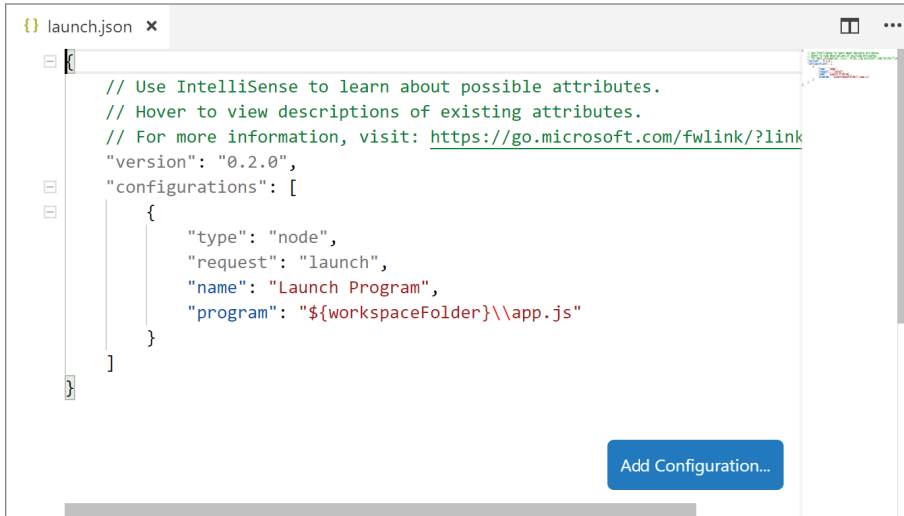 {} launch.json ×
{
// Use IntelliSense to learn about possible attributes.
// Hover to view descriptions of existing attributes.
// For more information, visit: https://go.microsoft.com/fwlink/?link
"version": "0.2.0",
"configurations": [
{
"type": "node",
"request": "launch",
"name": "Launch Program",
"program": "${workspaceFolder}\\app.js"
}
]
}
Add Configuration...